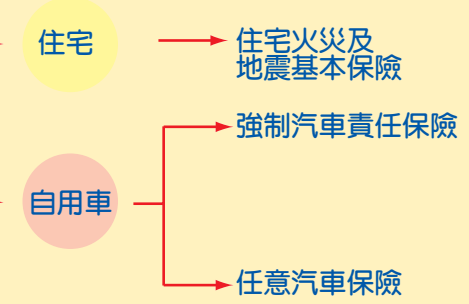 住宅
住宅火災及
地震基本保險
強制汽車責任保險
自用車
任意汽車保險